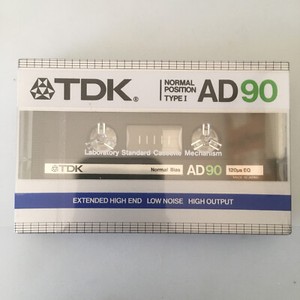 TDK® NORMAL POSITION TYPE I AD90
Laboratory Standard Cassette Mechanism
TDK Normal Bias AD90 120μs EQ
EXTENDED HIGH END LOW NOISE HIGH OUTPUT